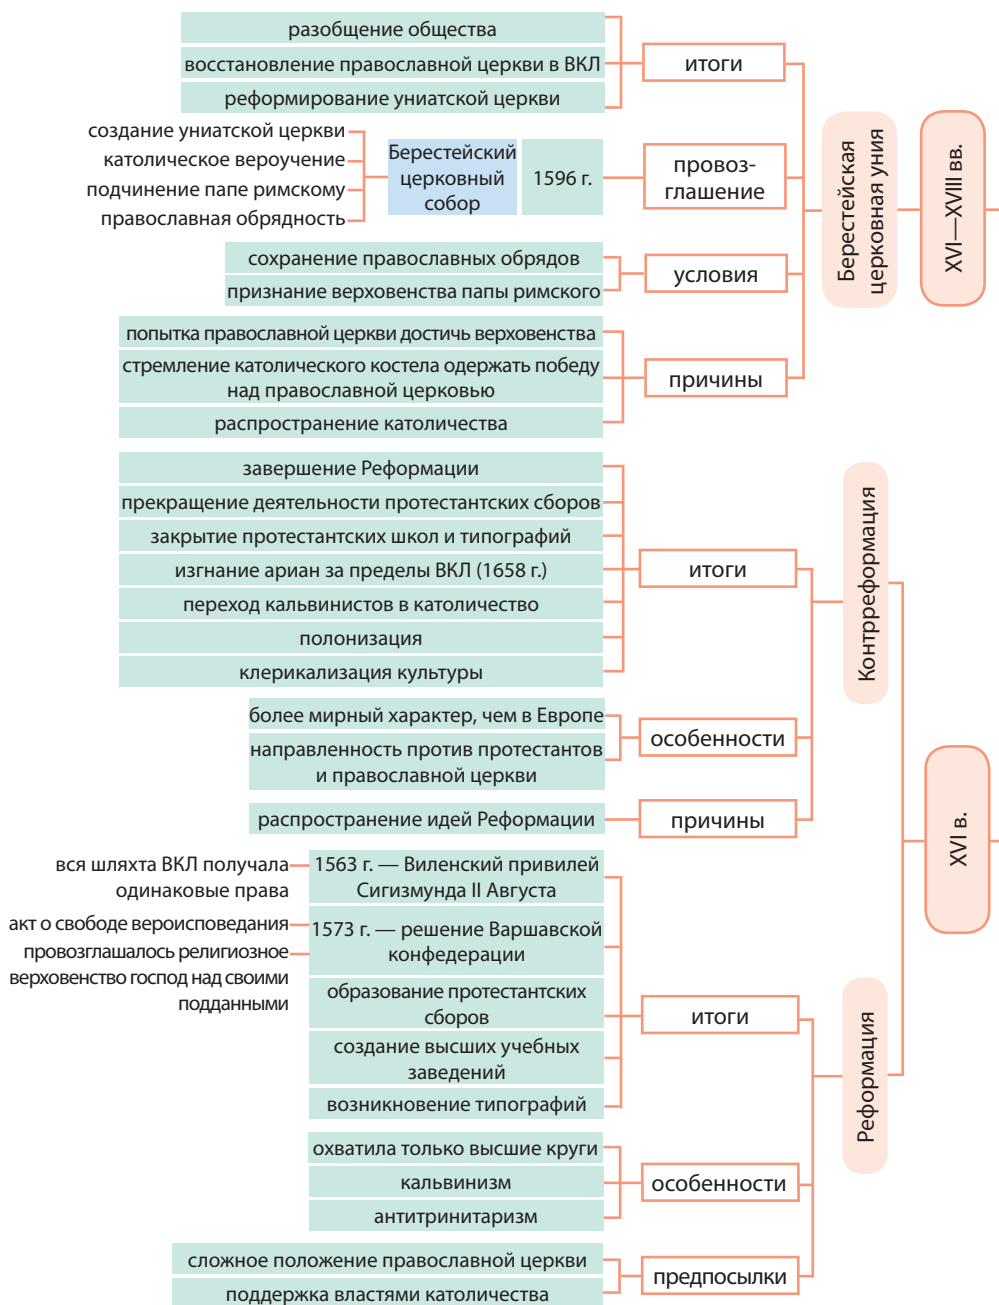 разобщение общества
восстановление православной церкви в ВКЛ
реформирование униатской церкви
итоги
создание униатской церкви
католическое вероучение
подчинение папе римскому
православная обрядность
Берестейский
церковный
собор
1596 г.
провоз-
глашение
сохранение православных обрядов
признание верховенства папы римского
условия
попытка православной церкви достичь верховенства
стремление католического костела одержать победу
над православной церковью
распространение католичества
причины
Берестейская
церковная уния
XVI—XVIII вв.
завершение Реформации
прекращение деятельности протестантских сборов
закрытие протестантских школ и типографий
изгнание ариан за пределы ВКЛ (1658 г.)
переход кальвинистов в католичество
полонизация
клерикализация культуры
итоги
более мирный характер, чем в Европе
направленность против протестантов
и православной церкви
особенности
распространение идей Реформации
причины
Контрреформация
XVI в.
вся шляхта ВКЛ получала
одинаковые права
1563 г. — Виленский привилей
Сигизмунда II Августа
акт о свободе вероисповедания
провозглашалось религиозное
верховенство господ над своими
подданными
1573 г. — решение Варшавской
конфедерации
образование протестантских
сборов
создание высших учебных
заведений
возникновение типографий
итоги
охватила только высшие круги
кальвинизм
антитринитаризм
особенности
сложное положение православной церкви
поддержка властями католичества
предпосылки
Реформация